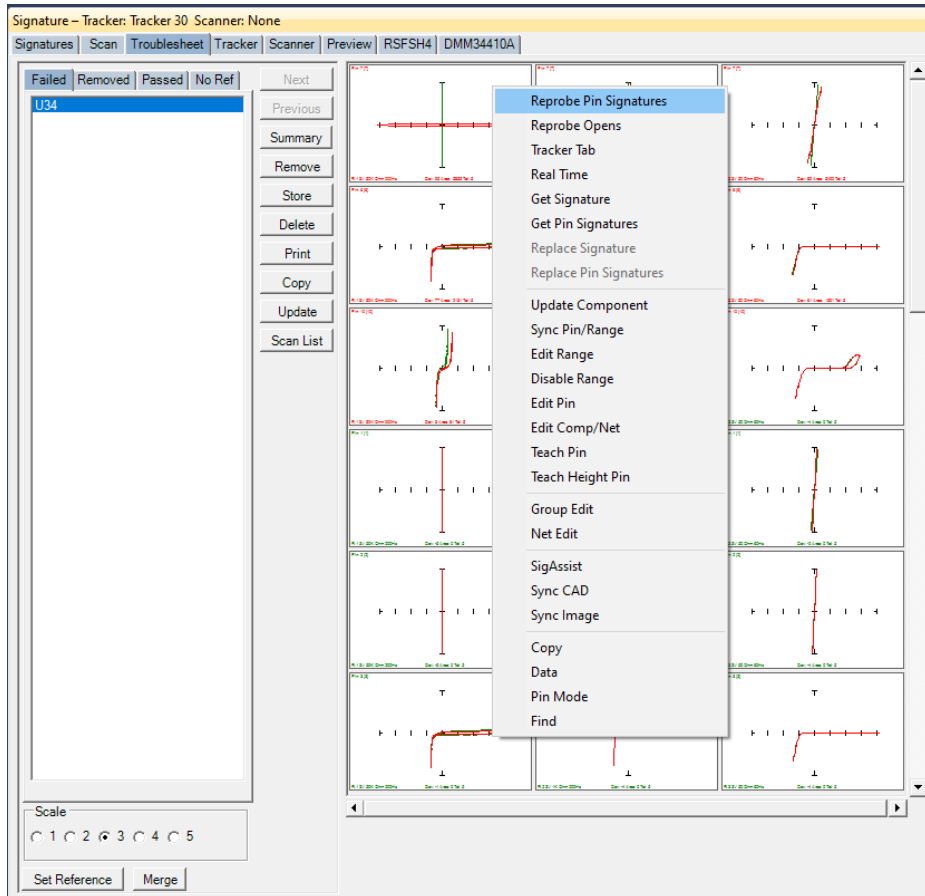 Signature – Tracker: Tracker 30 Scanner: None
Signatures Scan Troublesheet Tracker Scanner Preview RSFSH4 DMM34410A
Failed Removed Passed No Ref
U34
Next
Previous
Summary
Remove
Store
Delete
Print
Copy
Update
Scan List
Reprobe Pin Signatures
Reprobe Opens
Tracker Tab
Real Time
Get Signature
Get Pin Signatures
Replace Signature
Replace Pin Signatures
Update Component
Sync Pin/Range
Edit Range
Disable Range
Edit Pin
Edit Comp/Net
Teach Pin
Teach Height Pin
Group Edit
Net Edit
SigAssist
Sync CAD
Sync Image
Copy
Data
Pin Mode
Find
Scale
1 2 3 4 5
Set Reference Merge